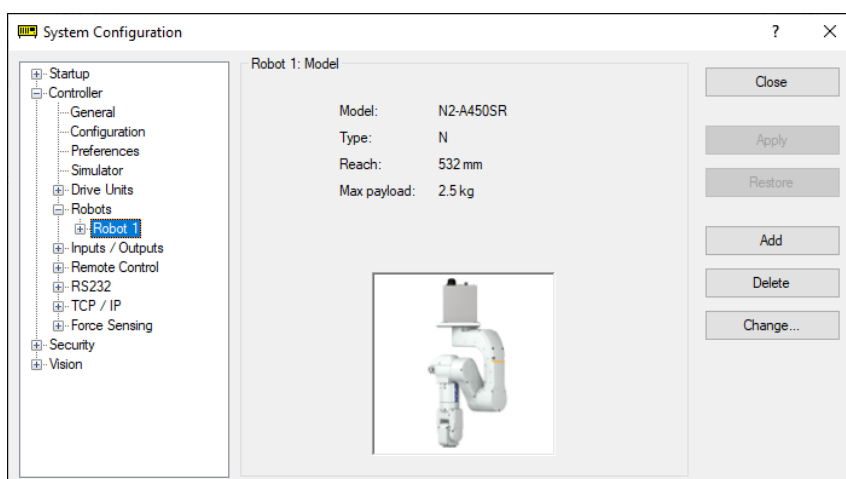 System Configuration
?
Startup
Controller
General
Configuration
Preferences
Simulator
Drive Units
Robots
Robot 1
Inputs / Outputs
Remote Control
RS232
TCP / IP
Force Sensing
Security
Vision
Robot 1: Model
Model: N2-A450SR
Type: N
Reach: 532 mm
Max payload: 2.5 kg
Close
Apply
Restore
Add
Delete
Change...